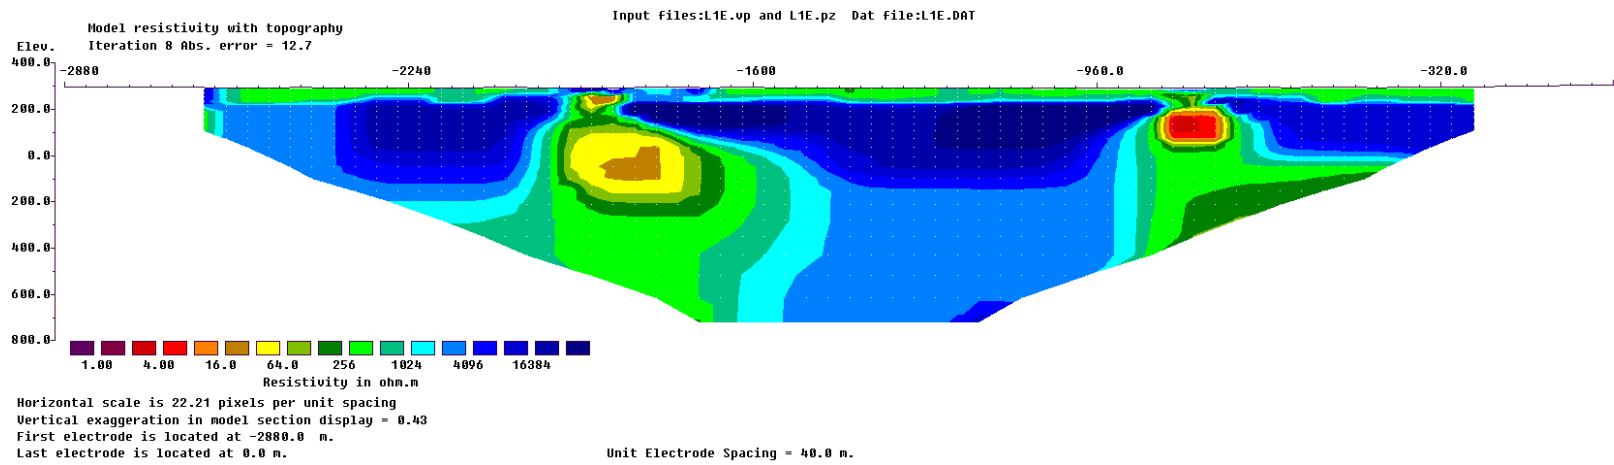 Input files:L1E.vp and L1E.pz Dat file:L1E.DAT
Model resistivity with topography
Elev. Iteration 8 Abs. error = 12.7
400.0
-2880 -2240 -1600 -960.0 -320.0
200.0
0.0
200.0
400.0
600.0
800.0
1.00 4.00 16.0 64.0 256 1024 4096 16384
Resistivity in ohm.m
Horizontal scale is 22.21 pixels per unit spacing
Vertical exaggeration in model section display = 0.43
First electrode is located at -2880.0 m.
Last electrode is located at 0.0 m. Unit Electrode Spacing = 40.0 m.